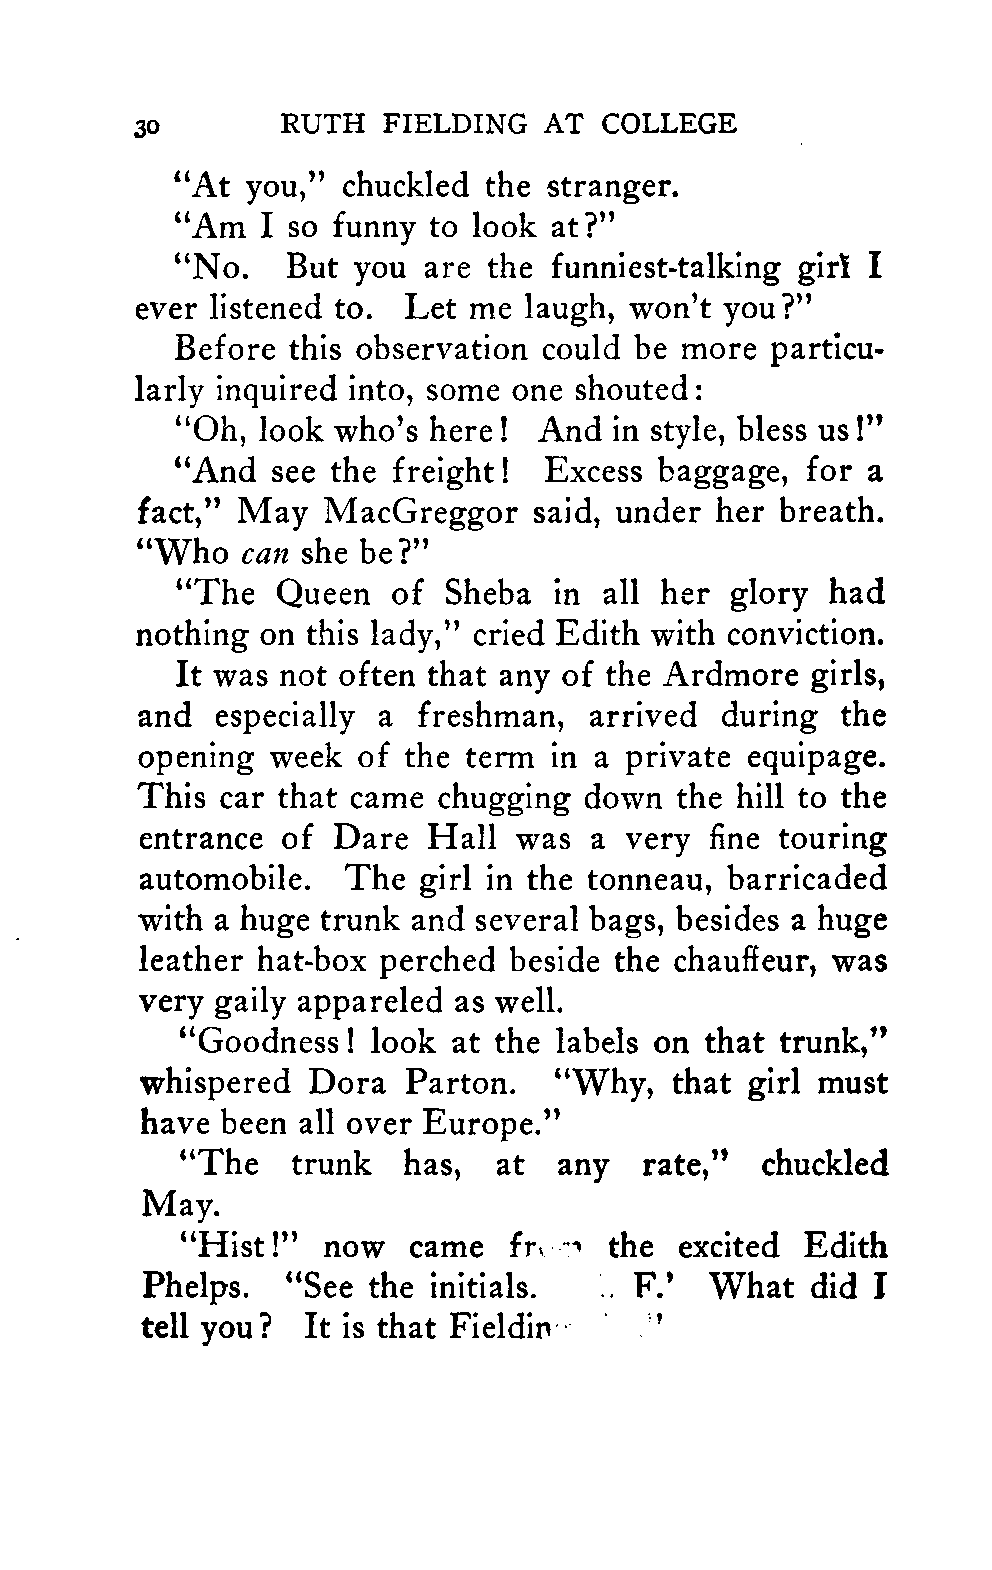 30 RUTH FIELDING AT COLLEGE
“At you,” chuckled the stranger.
“Am I so funny to look at?”
“No. But you are the funniest-talking girl I
ever listened to. Let me laugh, won’t you?”
Before this observation could be more particu-
larly inquired into, some one shouted:
“Oh, look who’s here! And in style, bless us!”
“And see the freight! Excess baggage, for a
fact,” May MacGreggor said, under her breath.
“Who can she be?”
“The Queen of Sheba in all her glory had
nothing on this lady,” cried Edith with conviction.
It was not often that any of the Ardmore girls,
and especially a freshman, arrived during the
opening week of the term in a private equipage.
This car that came chugging down the hill to the
entrance of Dare Hall was a very fine touring
automobile. The girl in the tonneau, barricaded
with a huge trunk and several bags, besides a huge
leather hat-box perched beside the chauffeur, was
very gaily appareled as well.
“Goodness! look at the labels on that trunk,”
whispered Dora Parton. “Why, that girl must
have been all over Europe.”
“The trunk has, at any rate,” chuckled
May.
“Hist!” now came the excited Edith
Phelps. “See the initials. F.’ What did I
tell you? It is that